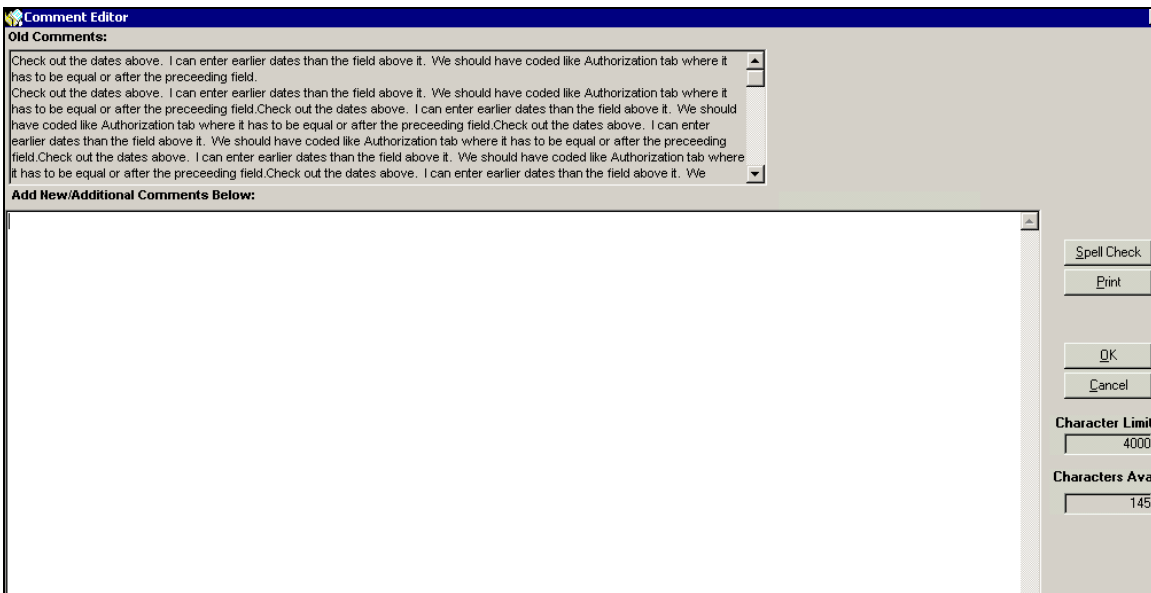 Comment Editor
Old Comments:
Check out the dates above. I can enter earlier dates than the field above it. We should have coded like Authorization tab where it
has to be equal or after the preceeding field.
Check out the dates above. I can enter earlier dates than the field above it. We should have coded like Authorization tab where it
has to be equal or after the preceeding field.Check out the dates above. I can enter earlier dates than the field above it. We should
have coded like Authorization tab where it has to be equal or after the preceeding field.Check out the dates above. I can enter
earlier dates than the field above it. We should have coded like Authorization tab where it has to be equal or after the preceeding
field.Check out the dates above. I can enter earlier dates than the field above it. We should have coded like Authorization tab where
it has to be equal or after the preceeding field.Check out the dates above. I can enter earlier dates than the field above it. We
Add New/Additional Comments Below:
Spell Check
Print
OK
Cancel
Character Limit
4000
Characters Ava
145